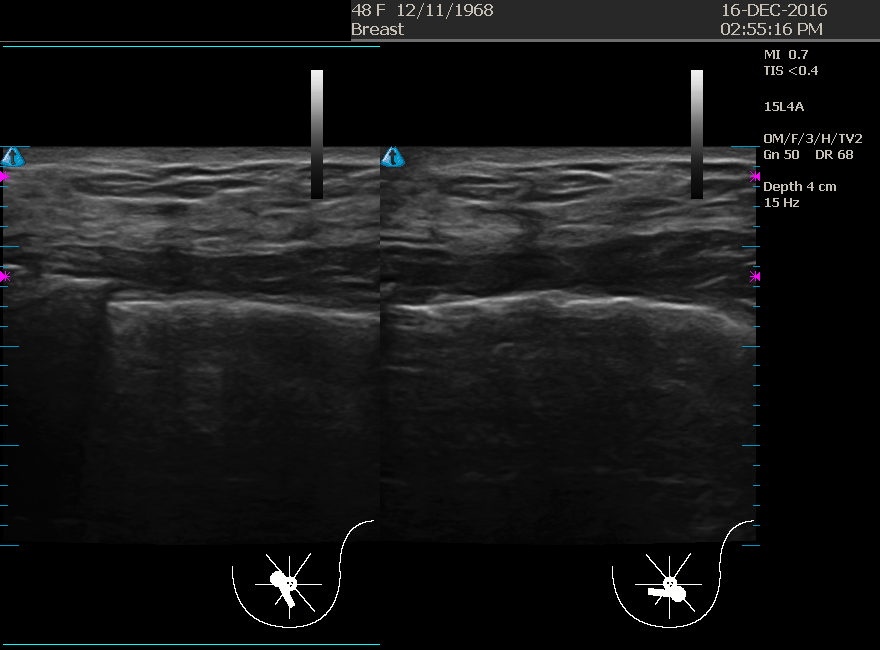 48 F 12/11/1968
16-DEC-2016
Breast
02:55:16 PM
MI 0.7
TIS <0.4
15L4A
OM/F/3/H/TV2
Gn 50 DR 68
Depth 4 cm
15 Hz